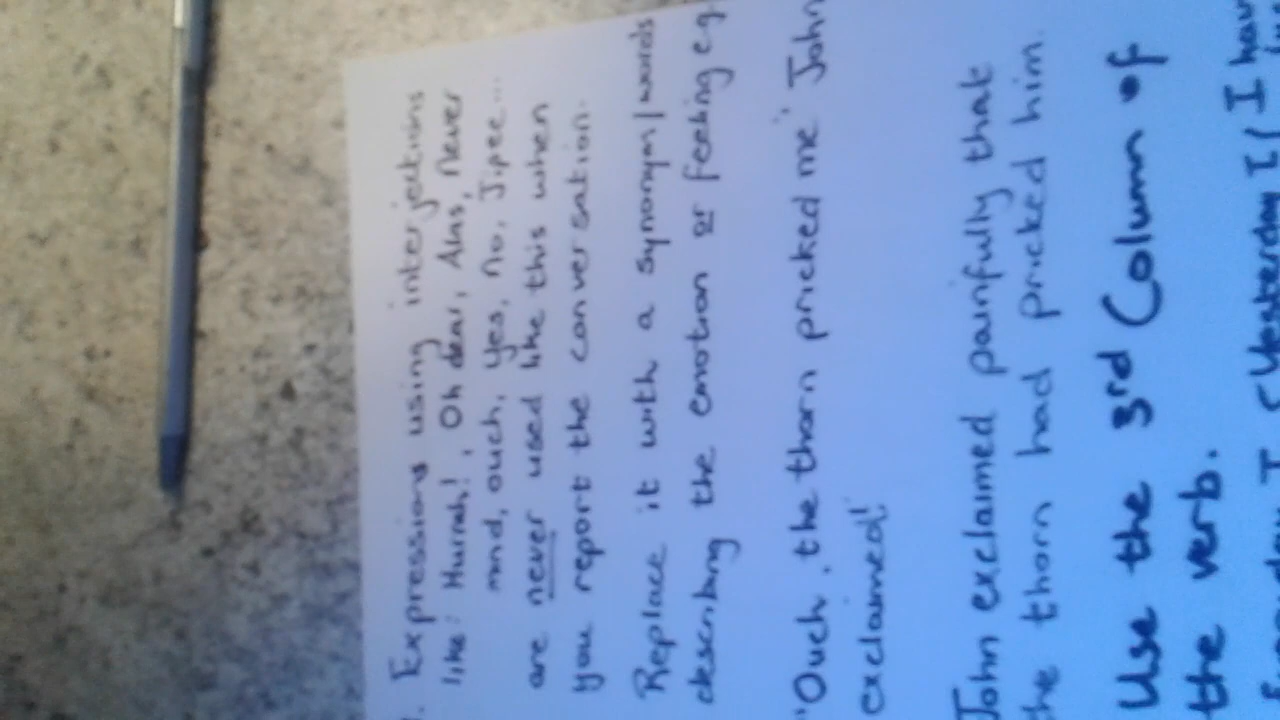 . Expressions using interjections
like: Hurrah!, Oh dear, Alas, Never
mind, ouch, Yes, No, Jipee...
are never used like this when
you report the conversation.
Replace it with a synonym/words
describing the emotion or feeling eg
'Ouch, the thorn pricked me' John
exclaimed!
John exclaimed painfully that
the thorn had pricked him.
Use the 3rd Column of
the verb.
Yesterday I / I hav